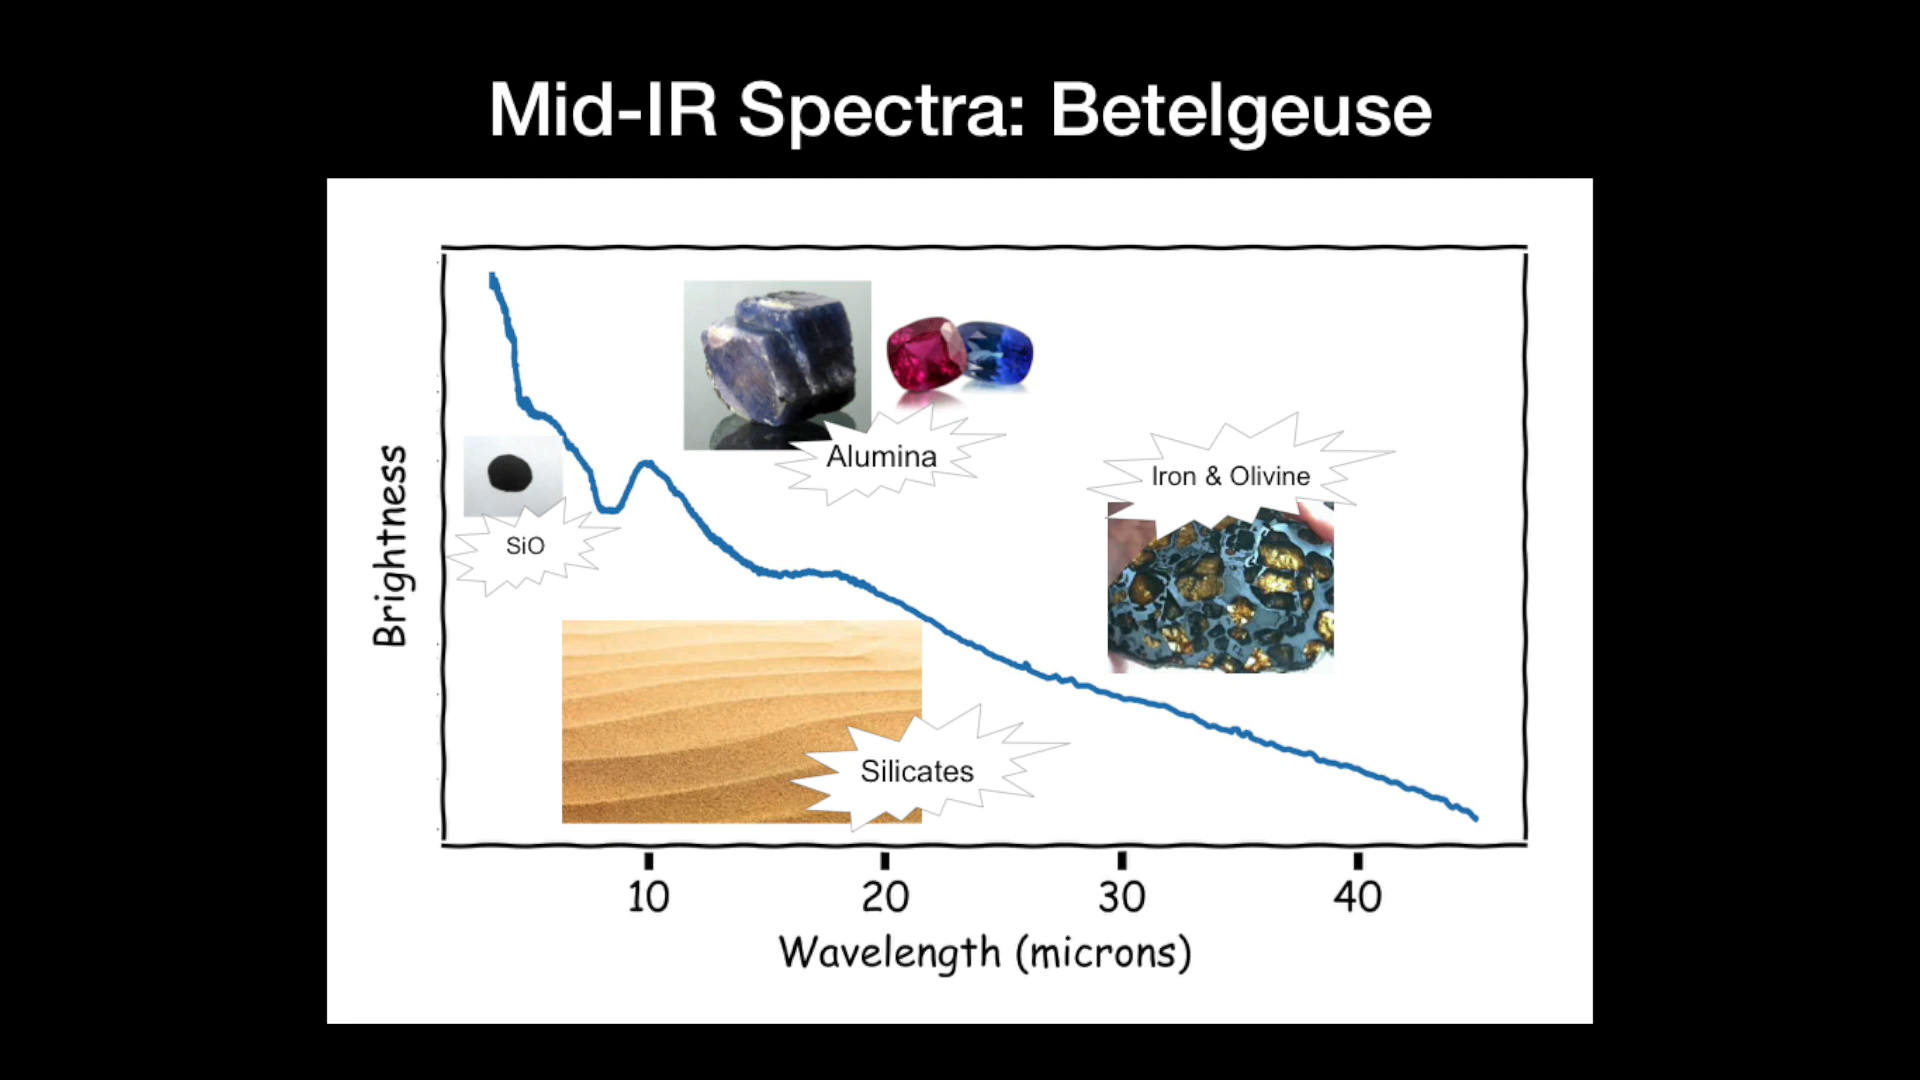 Mid-IR Spectra: Betelgeuse
Alumina
Iron & Olivine
SiO
Silicates
Brightness
10 20 30 40
Wavelength (microns)